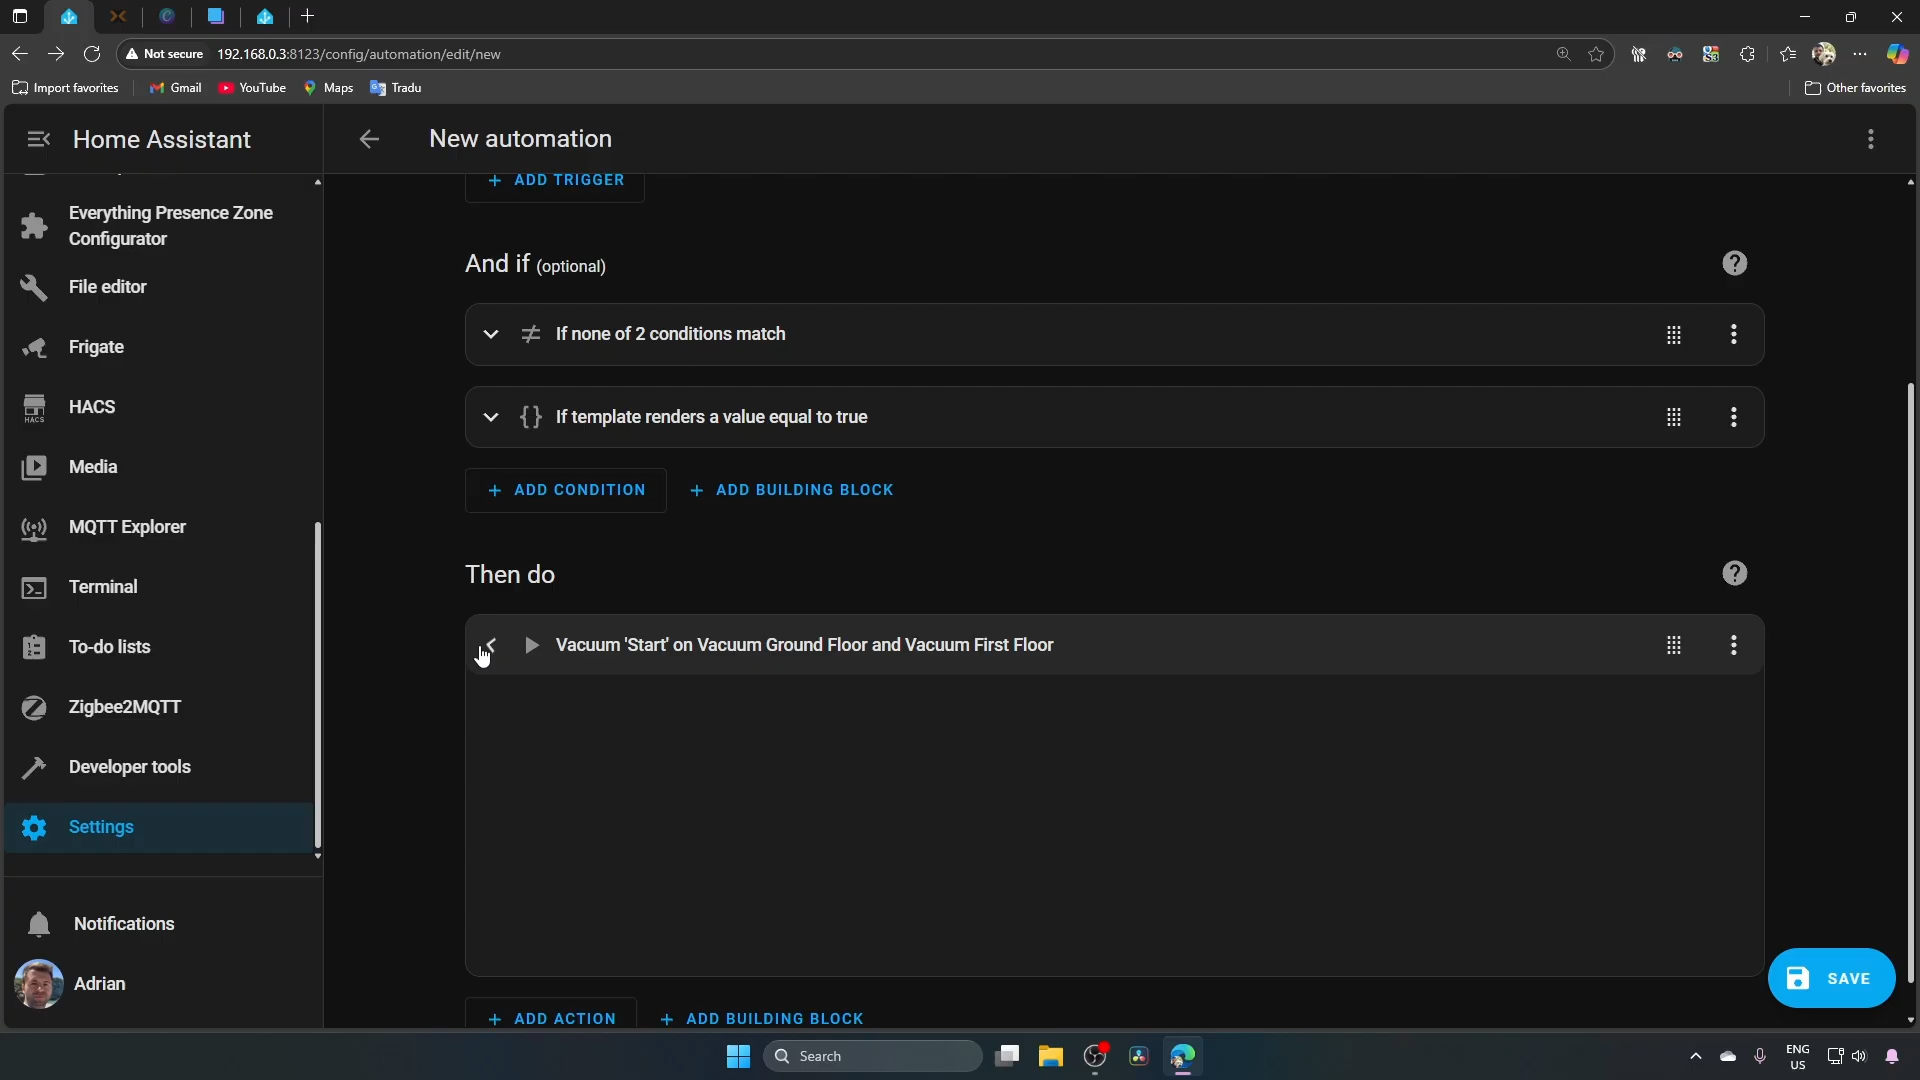 Not secure 192.168.0.3:8123/config/automation/edit/new
Import favorites
Gmail
YouTube
Maps
Tradu
Other favorites
Home Assistant
New automation
Everything Presence Zone
Configurator
File editor
Frigate
HACS
HACS
Media
MQTT Explorer
Terminal
To-do lists
Zigbee2MQTT
Developer tools
Settings
Notifications
Adrian
+ ADD TRIGGER
And if (optional)
If none of 2 conditions match
{} If template renders a value equal to true
+ ADD CONDITION
+ ADD BUILDING BLOCK
Then do
Vacuum 'Start' on Vacuum Ground Floor and Vacuum First Floor
+ ADD ACTION
+ ADD BUILDING BLOCK
SAVE
Search
ENG
US